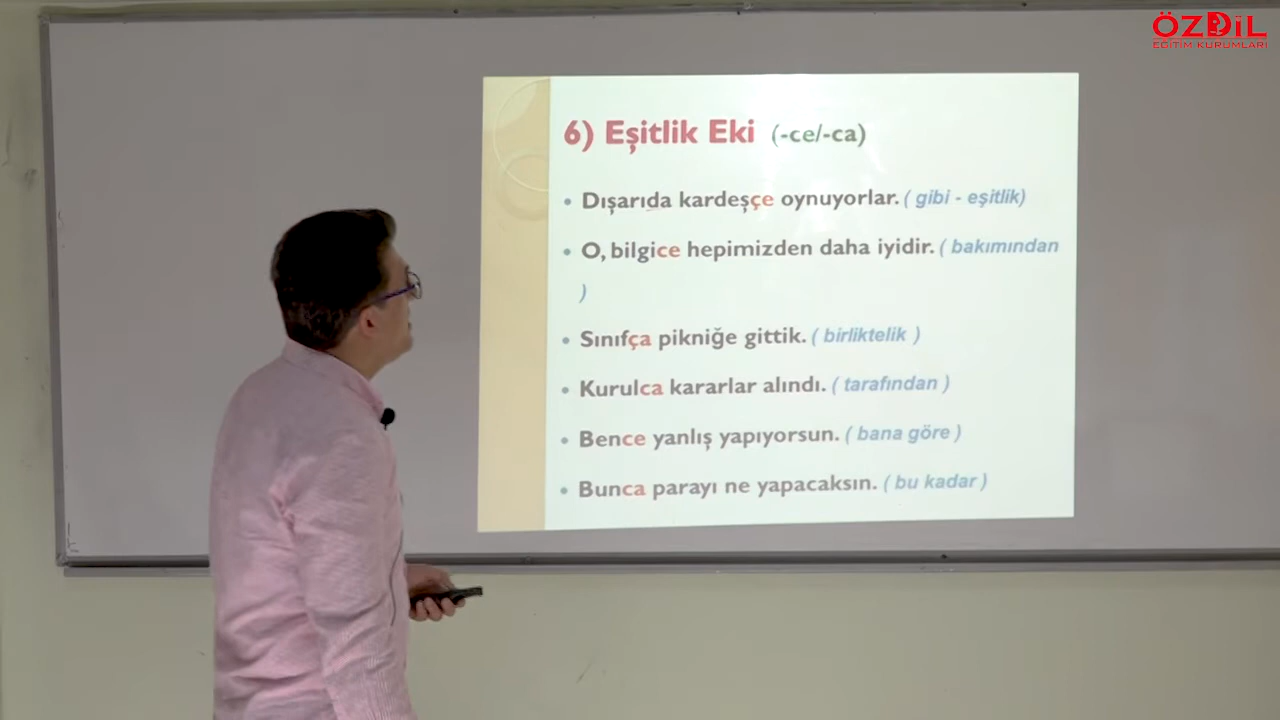 ÖZDİL
EĞİTİM KURUMLARI
6) Eşitlik Eki (-ce/-ca)
• Dışarıda kardeşçe oynuyorlar. ( gibi - eşitlik)
• O, bilgice hepimizden daha iyidir. ( bakımından
)
• Sınıfça pikniğe gittik. ( birliktelik )
• Kurulca kararlar alındı. ( tarafından )
• Bence yanlış yapıyorsun. ( bana göre )
• Bunca parayı ne yapacaksın. ( bu kadar )